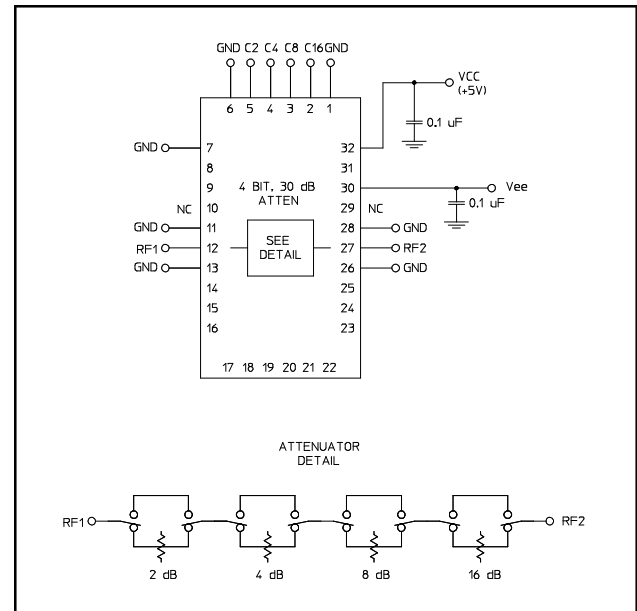 GND C2 C4 C8 C16 GND
6 5 4 3 2 1
VCC
(+5V)
0.1 uF
GND 7 32
8 31
9 30 Vee
4 BIT, 30 dB
ATTEN
0.1 uF
NC 10 29 NC
GND 11 28 GND
RF1 12 27 RF2
SEE
DETAIL
GND 13 26 GND
14 25
15 24
16 23
17 18 19 20 21 22
ATTENUATOR
DETAIL
RF1 RF2
2 dB 4 dB 8 dB 16 dB